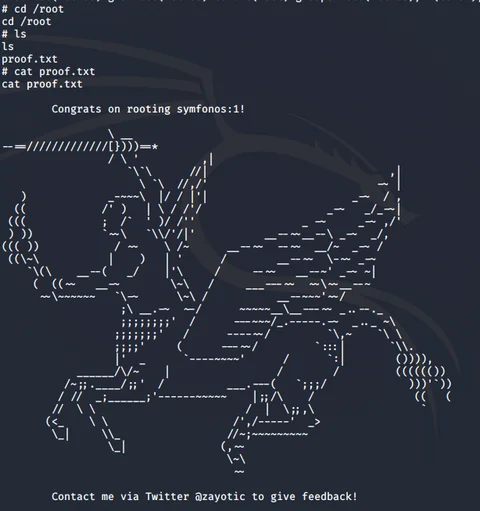 # cd /root
cd /root
# ls
ls
proof.txt
# cat proof.txt
cat proof.txt
Congrats on rooting symfonos:1!
Contact me via Twitter @zayotic to give feedback!